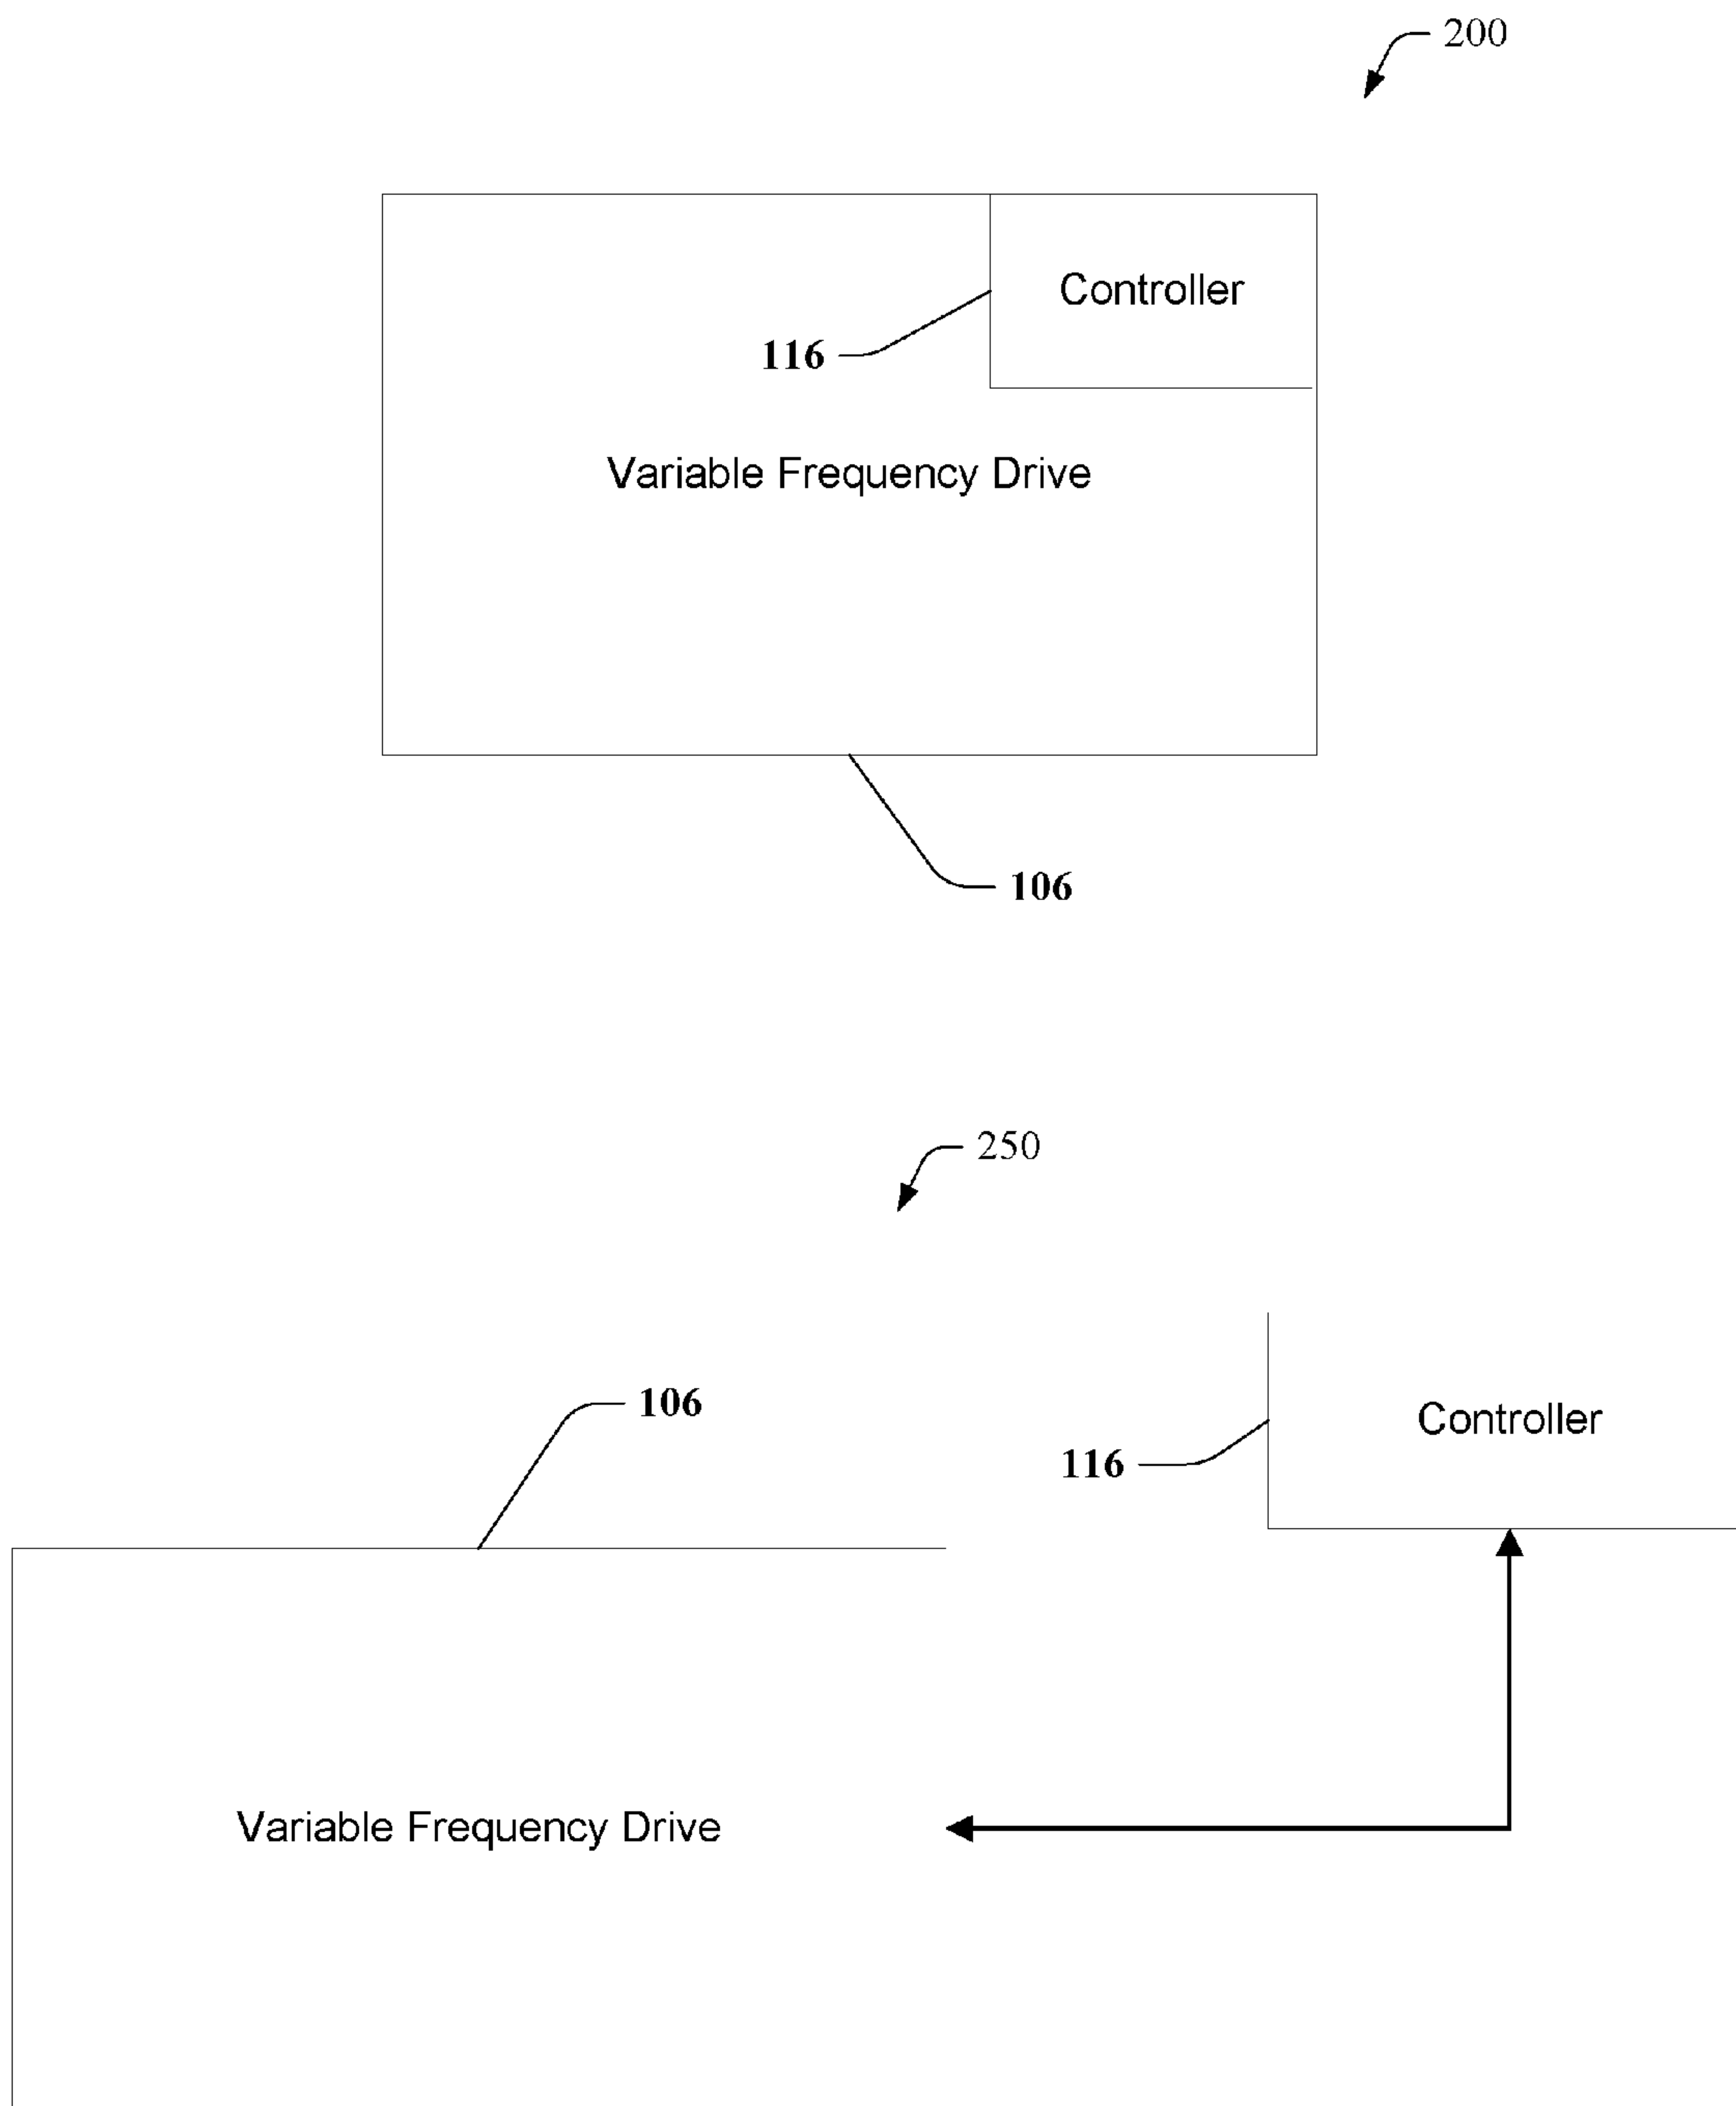 200
Controller
116
Variable Frequency Drive
106
250
106
Controller
116
Variable Frequency Drive